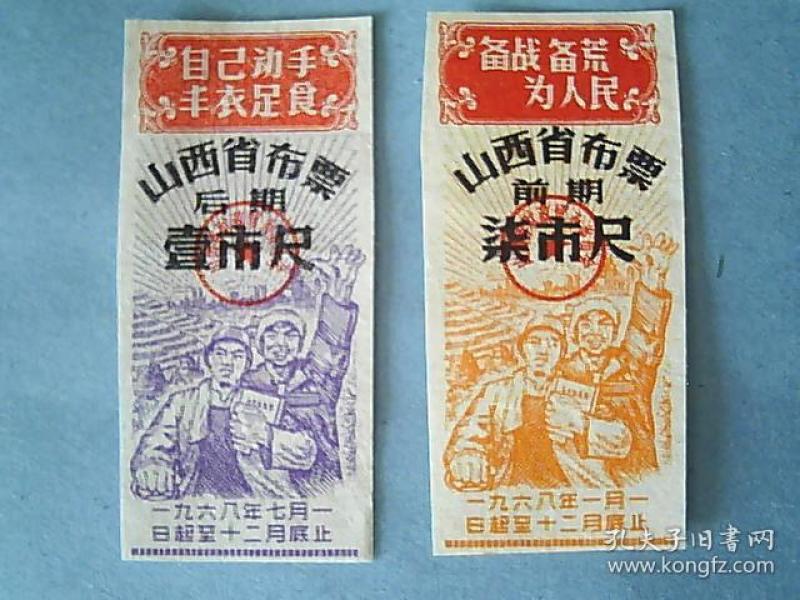 自己动手
丰衣足食
山西省布票
后期
壹市尺
一九六八年七月一
日起至十二月底止
备战备荒
为人民
山西省布票
前期
柒市尺
一九六八年一月一
日起至十二月底止
孔夫子旧书网
www.kongfz.com